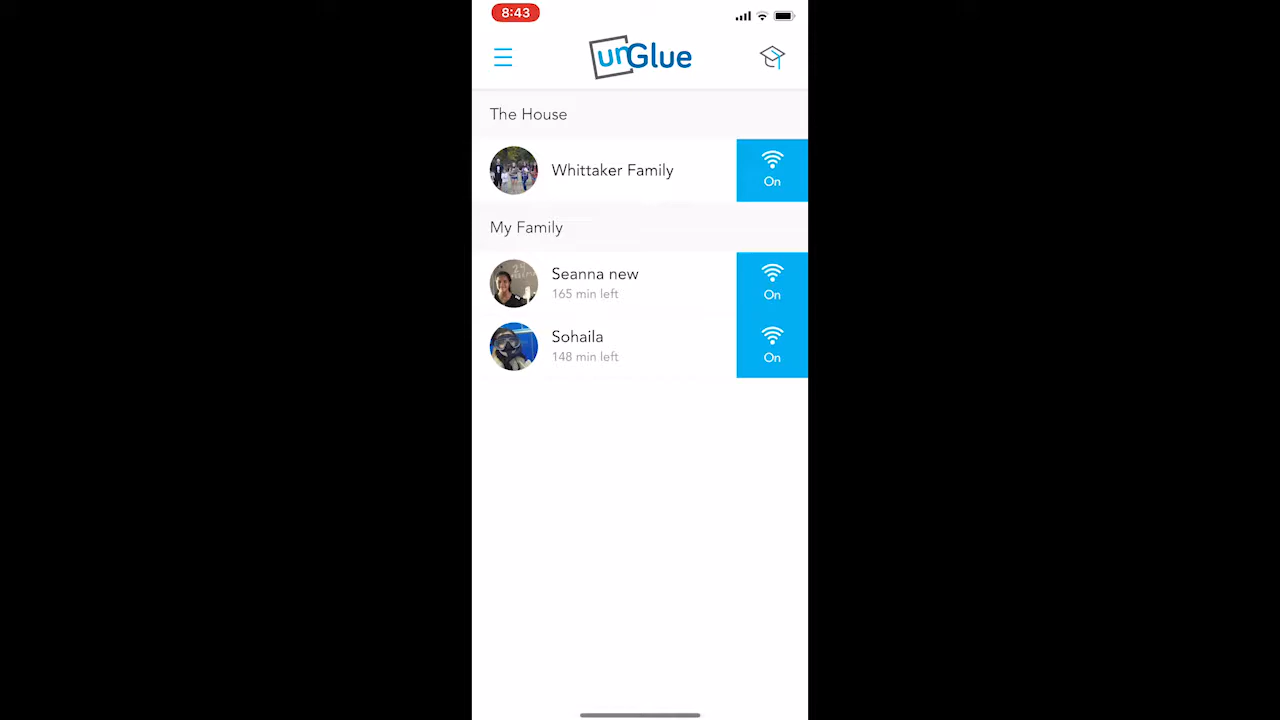 8:43
unGlue
The House
Whittaker Family
On
My Family
Seanna new
165 min left
On
Sohaila
148 min left
On